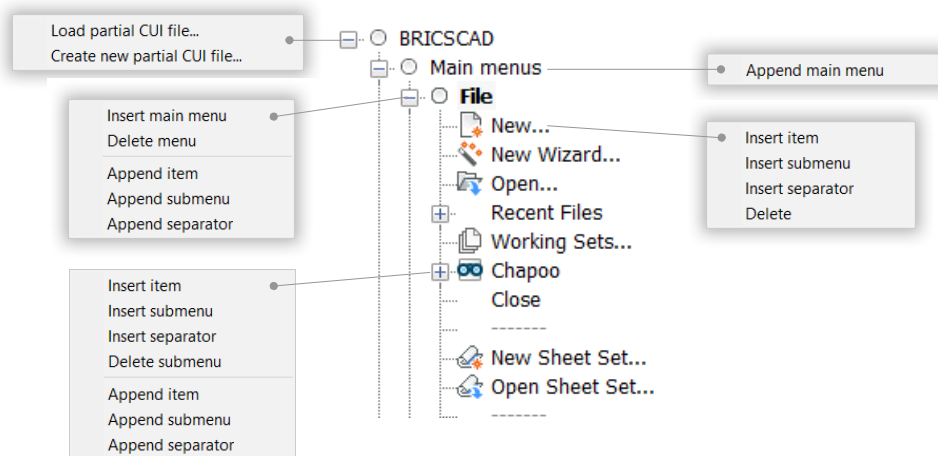 Load partial CUI file...
Create new partial CUI file...
BRICSCAD
Main menus
Append main menu
File
Insert main menu
Delete menu
Append item
Append submenu
Append separator
New...
New Wizard...
Open...
Recent Files
Working Sets...
Chapoo
Close
-------
New Sheet Set...
Open Sheet Set...
-------
Insert item
Insert submenu
Insert separator
Delete
Insert item
Insert submenu
Insert separator
Delete submenu
Append item
Append submenu
Append separator